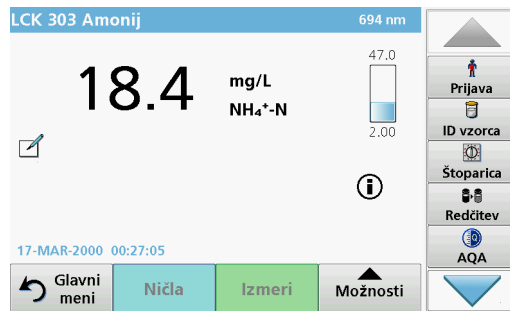 LCK 303 Amonij 694 nm
47.0
18.4 mg/L
NH₄⁺-N
2.00
17-MAR-2000 00:27:05
Glavni meni
Ničla
Izmeri
Možnosti
Prijava
ID vzorca
Štoparica
Redčitev
AQA